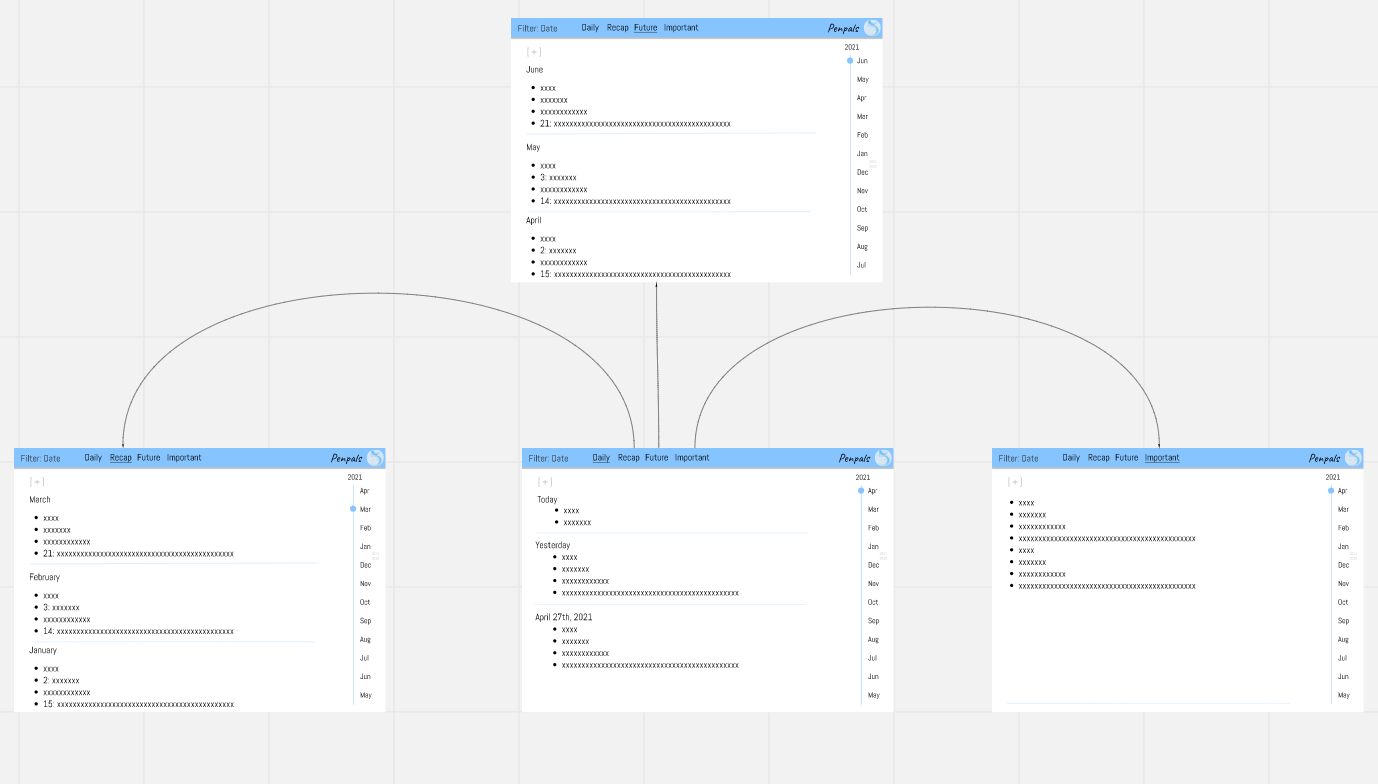 Filter: Date Daily Recap Future Important Penpals
2021
[+]
June
• xxxx
• xxxxxxx
• xxxxxxxxxxxx
• 21: xxxxxxxxxxxxxxxxxxxxxxxxxxxxxxxxxxxxxxxxxxxxx
May
• xxxx
• 3: xxxxxxx
• xxxxxxxxxxxx
• 14: xxxxxxxxxxxxxxxxxxxxxxxxxxxxxxxxxxxxxxxxxxxxx
April
• xxxx
• 2: xxxxxxx
• xxxxxxxxxxxx
• 15: xxxxxxxxxxxxxxxxxxxxxxxxxxxxxxxxxxxxxxxxxxxxx
Jun
May
Apr
Mar
Feb
Jan
Dec
Nov
Oct
Sep
Aug
Jul
Filter: Date Daily Recap Future Important Penpals
2021
[+]
March
• xxxx
• xxxxxxx
• xxxxxxxxxxxx
• 21: xxxxxxxxxxxxxxxxxxxxxxxxxxxxxxxxxxxxxxxxxxxxx
February
• xxxx
• 3: xxxxxxx
• xxxxxxxxxxxx
• 14: xxxxxxxxxxxxxxxxxxxxxxxxxxxxxxxxxxxxxxxxxxxxx
January
• xxxx
• 2: xxxxxxx
• xxxxxxxxxxxx
• 15: xxxxxxxxxxxxxxxxxxxxxxxxxxxxxxxxxxxxxxxxxxxxx
Apr
Mar
Feb
Jan
Dec
Nov
Oct
Sep
Aug
Jul
Jun
May
Filter: Date Daily Recap Future Important Penpals
2021
[+]
Today
• xxxx
• xxxxxxx
Yesterday
• xxxx
• xxxxxxx
• xxxxxxxxxxxx
• xxxxxxxxxxxxxxxxxxxxxxxxxxxxxxxxxxxxxxxxxxxxx
April 27th, 2021
• xxxx
• xxxxxxx
• xxxxxxxxxxxx
• xxxxxxxxxxxxxxxxxxxxxxxxxxxxxxxxxxxxxxxxxxxxx
Apr
Mar
Feb
Jan
Dec
Nov
Oct
Sep
Aug
Jul
Jun
May
Filter: Date Daily Recap Future Important Penpals
2021
[+]
• xxxx
• xxxxxxx
• xxxxxxxxxxxx
• xxxxxxxxxxxxxxxxxxxxxxxxxxxxxxxxxxxxxxxxxxxxx
• xxxx
• xxxxxxx
• xxxxxxxxxxxx
• xxxxxxxxxxxxxxxxxxxxxxxxxxxxxxxxxxxxxxxxxxxxx
Apr
Mar
Feb
Jan
Dec
Nov
Oct
Sep
Aug
Jul
Jun
May